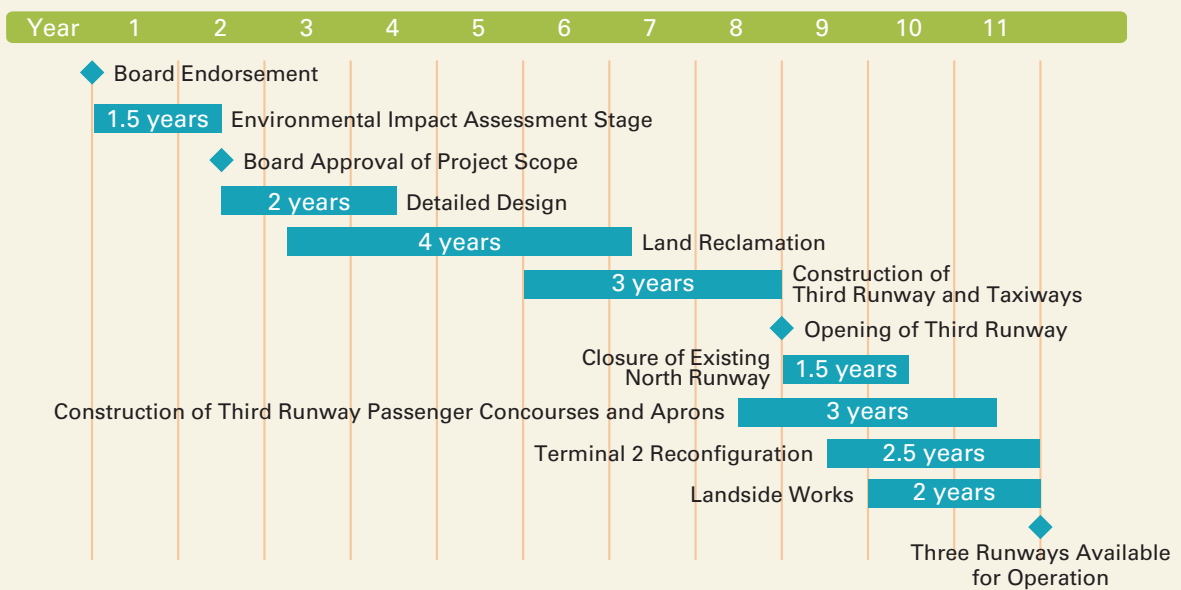 Year 1 2 3 4 5 6 7 8 9 10 11
Board Endorsement
1.5 years Environmental Impact Assessment Stage
Board Approval of Project Scope
2 years Detailed Design
4 years Land Reclamation
3 years Construction of
Third Runway and Taxiways
Opening of Third Runway
Closure of Existing
North Runway 1.5 years
Construction of Third Runway Passenger Concourses and Aprons 3 years
Terminal 2 Reconfiguration 2.5 years
Landside Works 2 years
Three Runways Available
for Operation